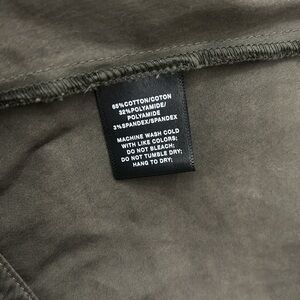 65%COTTON/COTON
32%POLYAMIDE/
POLYAMIDE
3%SPANDEX/SPANDEX
MACHINE WASH COLD
WITH LIKE COLORS;
DO NOT BLEACH;
DO NOT TUMBLE DRY;
HANG TO DRY;